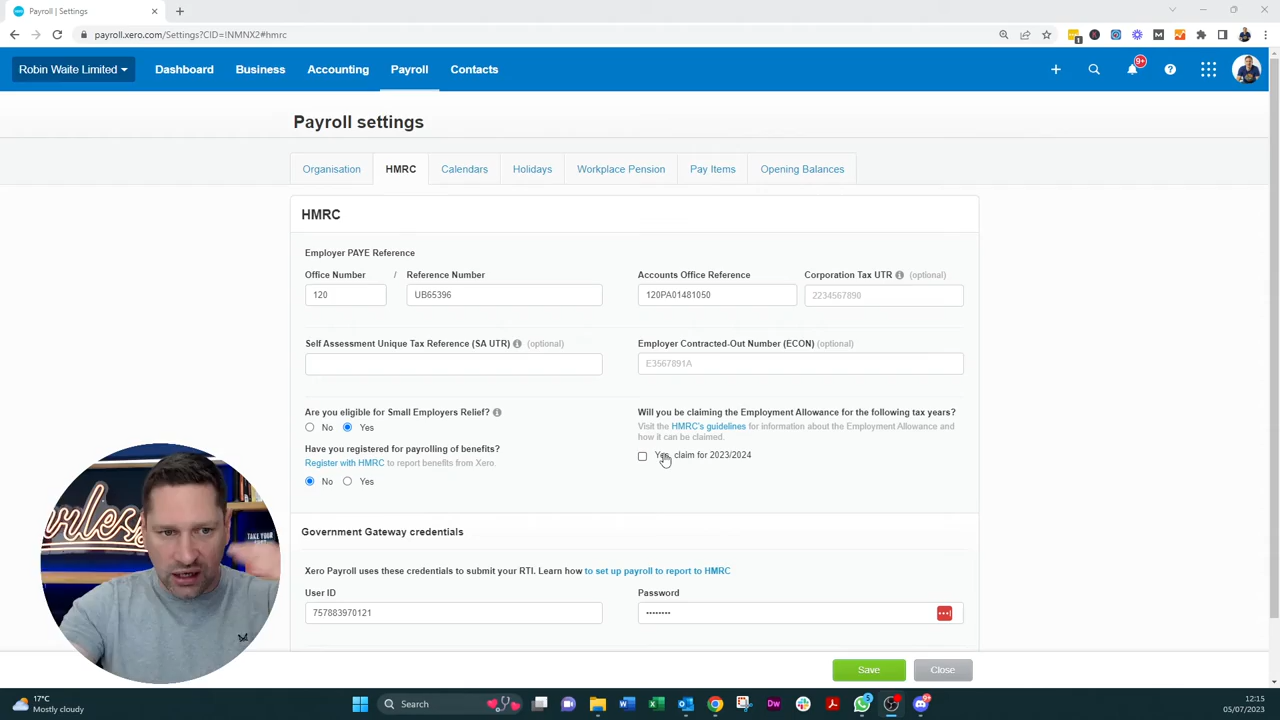 Payroll | Settings
payroll.xero.com/Settings?CID=!NMNX2#hmrc
Robin Waite Limited
Dashboard
Business
Accounting
Payroll
Contacts
9+
Payroll settings
Organisation
HMRC
Calendars
Holidays
Workplace Pension
Pay Items
Opening Balances
HMRC
Employer PAYE Reference
Office Number / Reference Number
Accounts Office Reference
Corporation Tax UTR (optional)
120
UB65396
120PA01481050
2234567890
Self Assessment Unique Tax Reference (SA UTR) (optional)
Employer Contracted-Out Number (ECON) (optional)
E3567891A
Are you eligible for Small Employers Relief?
No Yes
Have you registered for payrolling of benefits?
Register with HMRC to report benefits from Xero.
No Yes
Will you be claiming the Employment Allowance for the following tax years?
Visit the HMRC's guidelines for information about the Employment Allowance and
how it can be claimed.
Yes, claim for 2023/2024
Government Gateway credentials
Xero Payroll uses these credentials to submit your RTI. Learn how to set up payroll to report to HMRC
User ID
Password
757883970121
••••••••
Save
Close
TAKE YOUR
17°C
Mostly cloudy
Search
12:15
05/07/2023